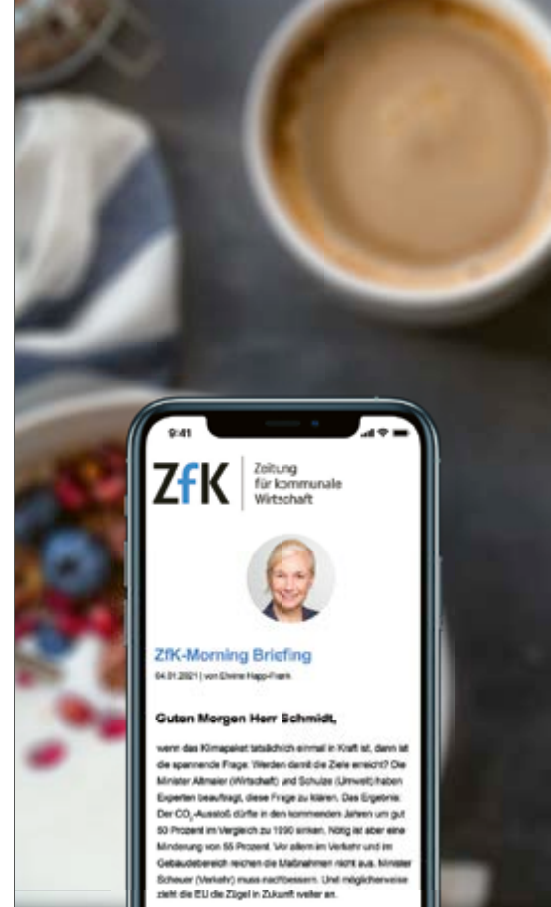 9:41
ZfK
Zeitung
für kommunale
Wirtschaft
ZfK-Morning Briefing
04.01.2021 | von Elwine Happ-Frank
Guten Morgen Herr Schmidt,
wenn das Klimapaket tatsächlich einmal in Kraft ist, dann ist
die spannende Frage: Werden damit die Ziele erreicht? Die
Minister Altmaier (Wirtschaft) und Schulze (Umwelt) haben
Experten beauftragt, diese Frage zu klären. Das Ergebnis:
Der CO₂-Ausstoß dürfte in den kommenden Jahren um gut
50 Prozent im Vergleich zu 1990 sinken. Nötig ist aber eine
Minderung von 55 Prozent. Vor allem im Verkehr und im
Gebäudebereich reichen die Maßnahmen nicht aus. Minister
Scheuer (Verkehr) muss nachbessern. Und möglicherweise
zieht die EU die Zügel in Zukunft weiter an.